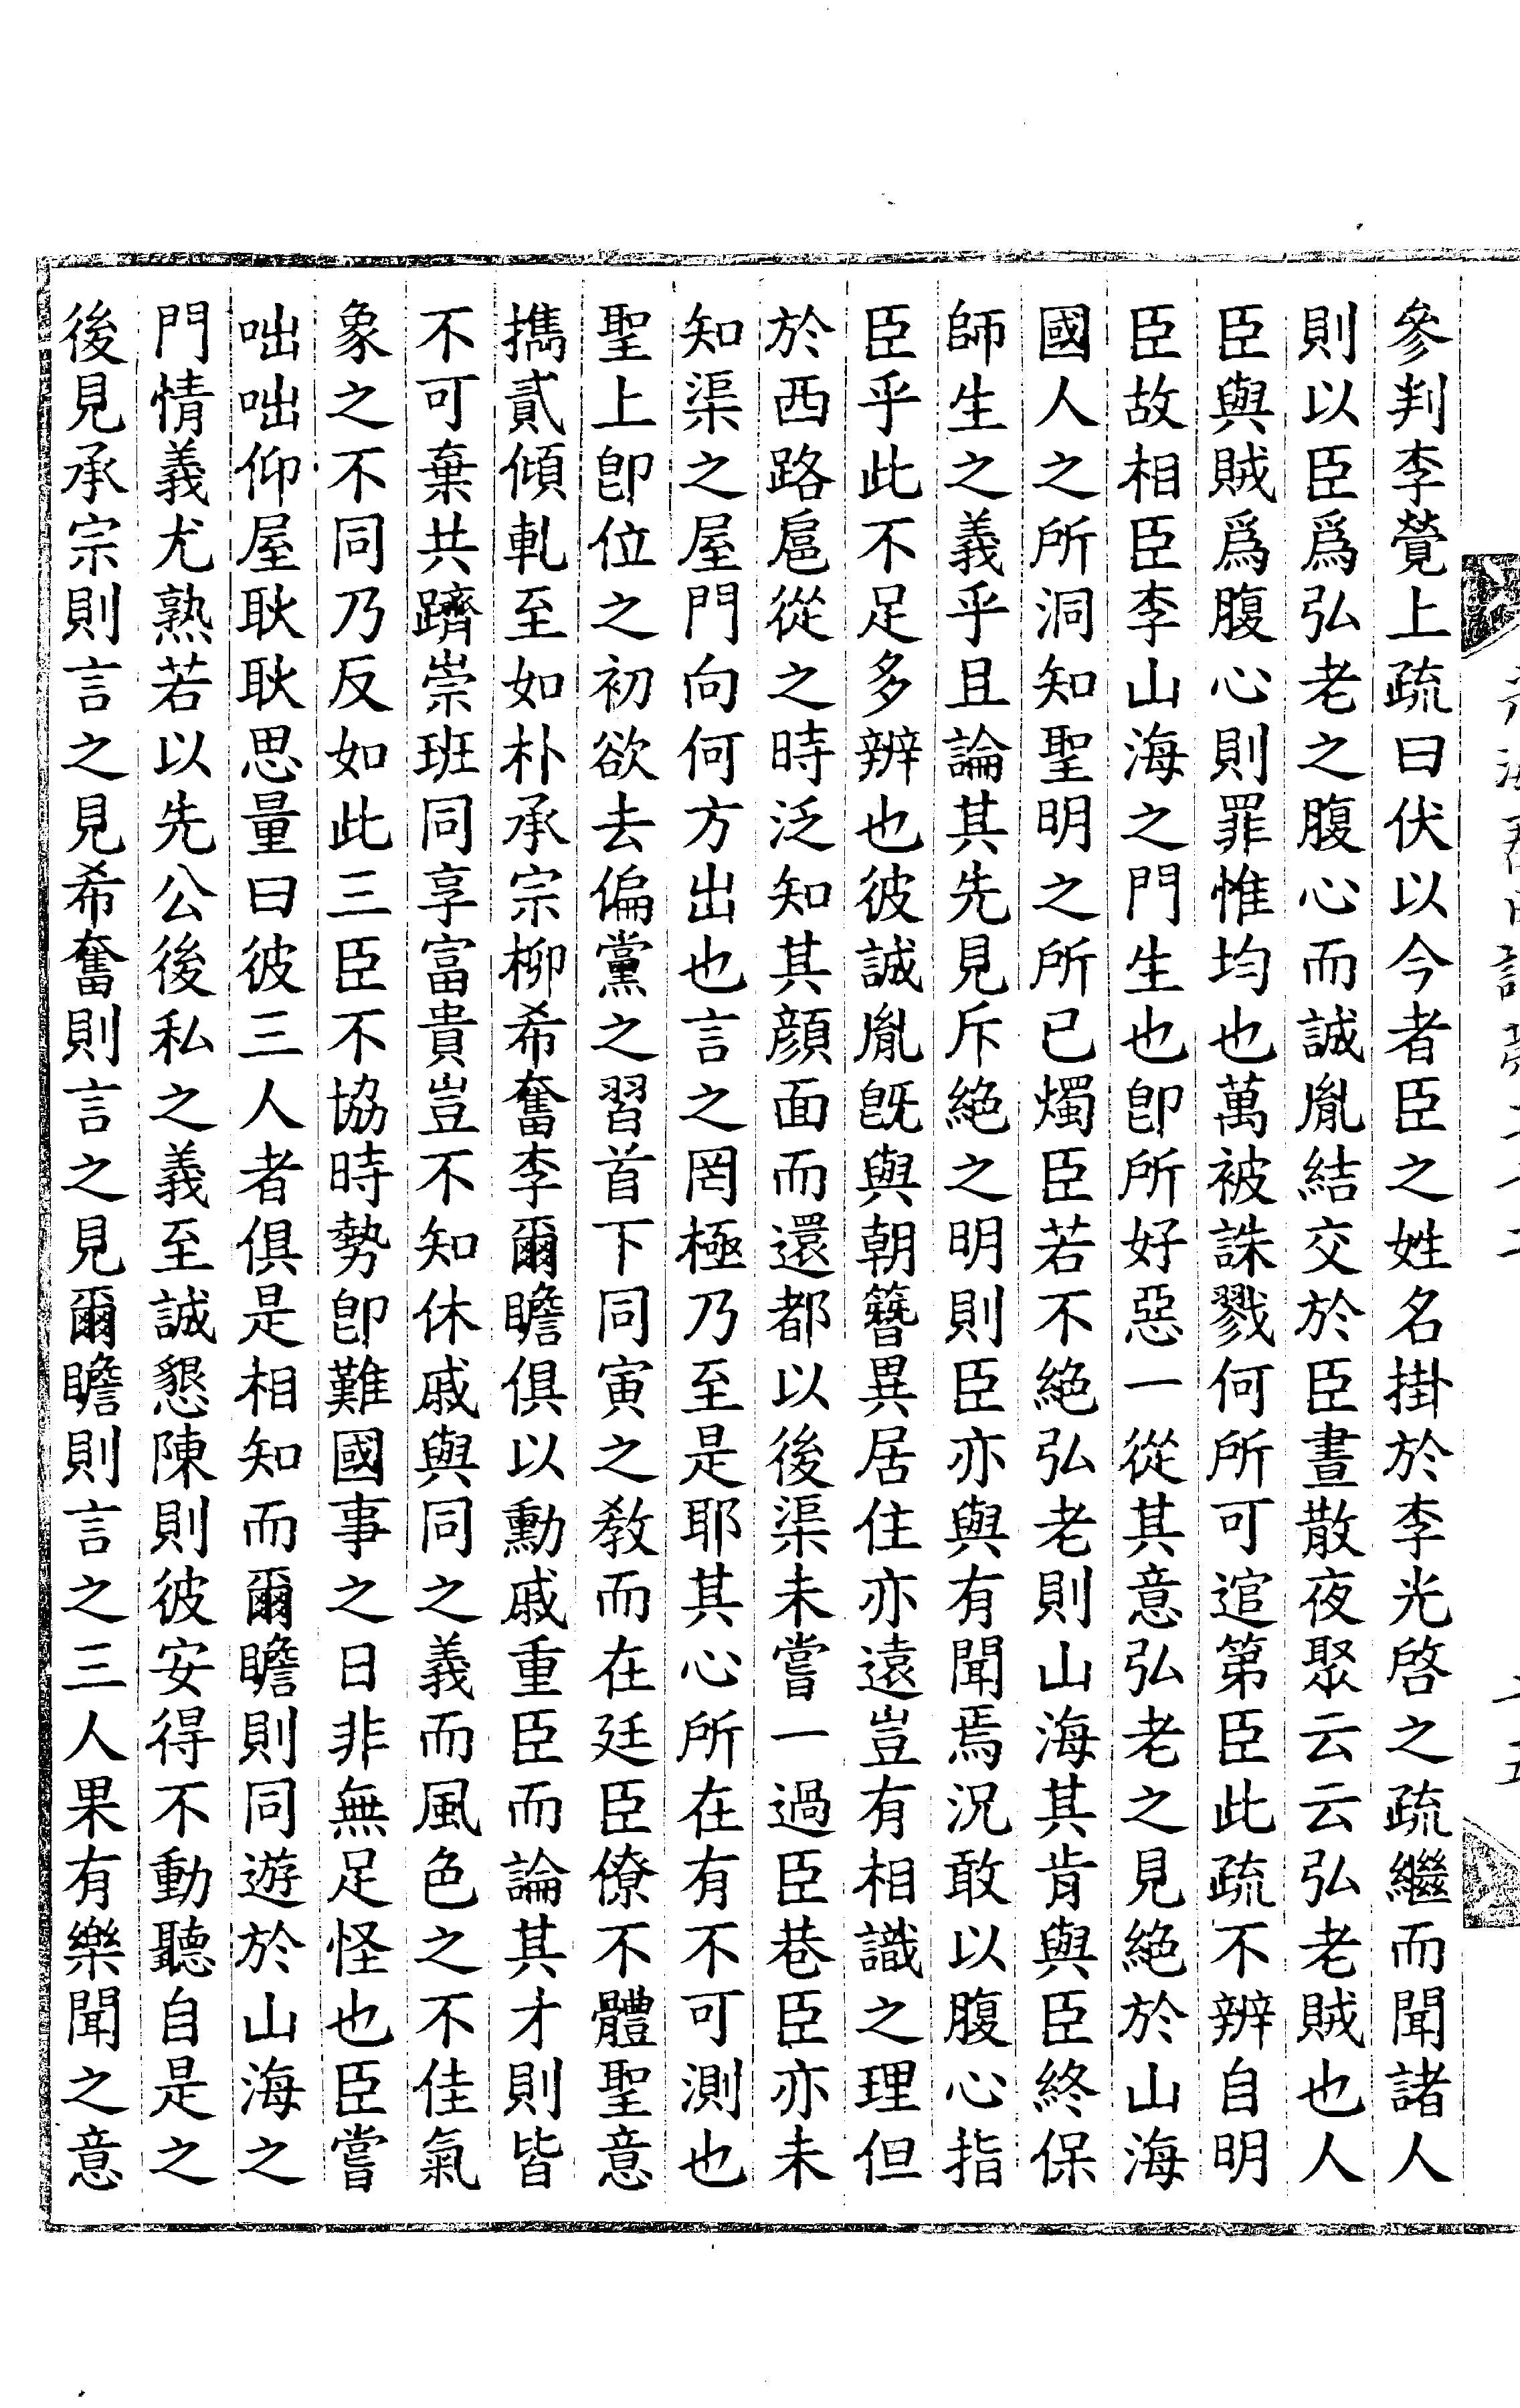 參判李覺上疏曰伏以今者臣之姓名掛於李光啓之疏繼而聞諸人
則以臣爲弘老之腹心而誠胤結交於臣晝散夜聚云云弘老賊也人
臣與賊爲腹心則罪惟均也萬被誅戮何所可逭第臣此疏不辨自明
臣故相臣李山海之門生也卽所好惡一從其意弘老之見絶於山海
國人之所洞知聖明之所已燭臣若不絶弘老則山海其肯與臣終保
師生之義乎且論其先見斥絶之明則臣亦與有聞焉況敢以腹心指
臣乎此不足多辨也彼誠胤旣與朝簪異居住亦遠豈有相識之理但
於西路扈從之時泛知其顔面而還都以後渠未嘗一過臣巷臣亦未
知渠之屋門向何方出也言之罔極乃至是耶其心所在有不可測也
聖上卽位之初欲去偏黨之習首下同寅之敎而在廷臣僚不體聖意
携貳傾軋至如朴承宗柳希奮李爾瞻俱以勳戚重臣而論其才則皆
不可棄共躋崇班同享富貴豈不知休戚與同之義而風色之不佳氣
象之不同乃反如此三臣不協時勢卽難國事之日非無足怪也臣嘗
咄咄仰屋耿耿思量曰彼三人者俱是相知而爾瞻則同遊於山海之
門情義尤熟若以先公後私之義至誠懇陳則彼安得不動聽自是之
後見承宗則言之見希奮則言之見爾瞻則言之三人果有樂聞之意